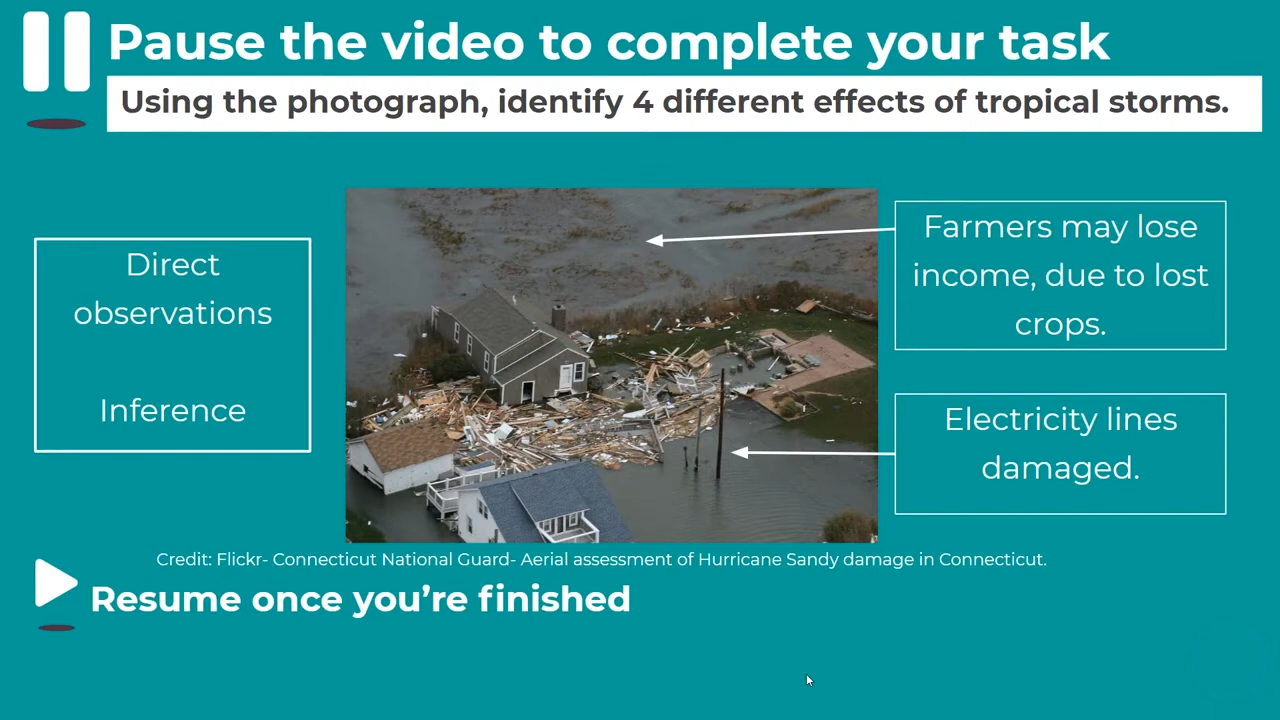 Pause the video to complete your task
Using the photograph, identify 4 different effects of tropical storms.
Direct
observations
Inference
Farmers may lose
income, due to lost
crops.
Electricity lines
damaged.
Credit: Flickr- Connecticut National Guard- Aerial assessment of Hurricane Sandy damage in Connecticut.
Resume once you’re finished